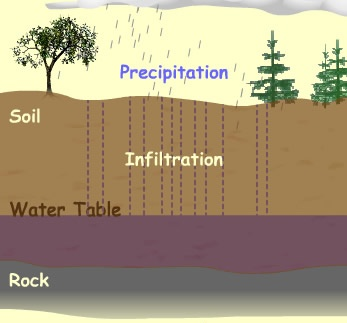 Precipitation
Soil
Infiltration
Water Table
Rock